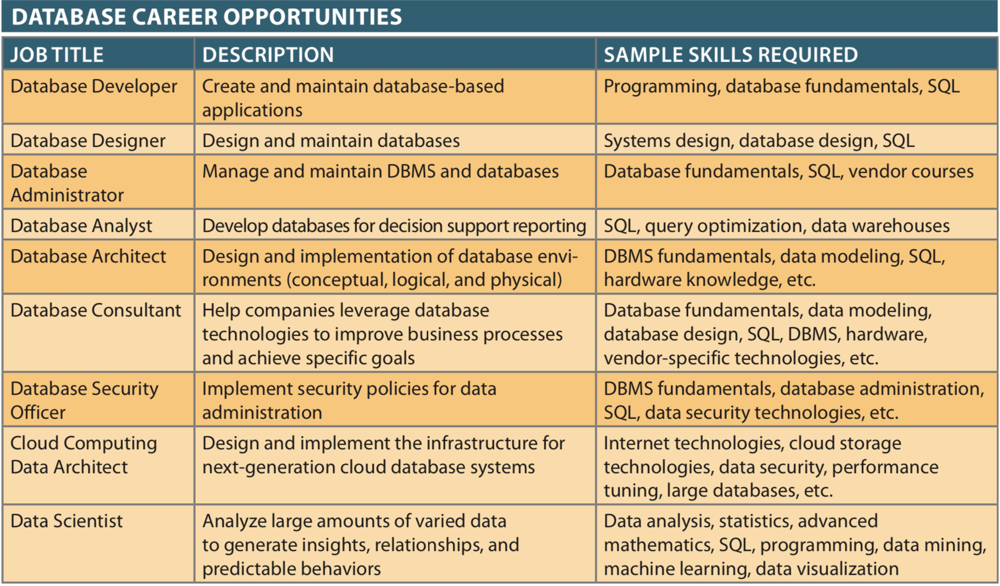 DATABASE CAREER OPPORTUNITIES
JOB TITLE DESCRIPTION SAMPLE SKILLS REQUIRED
Database Developer Create and maintain database-based Programming, database fundamentals, SQL
applications
Database Designer Design and maintain databases Systems design, database design, SQL
Database Manage and maintain DBMS and databases Database fundamentals, SQL, vendor courses
Administrator
Database Analyst Develop databases for decision support reporting SQL, query optimization, data warehouses
Database Architect Design and implementation of database envi- DBMS fundamentals, data modeling, SQL,
ronments (conceptual, logical, and physical) hardware knowledge, etc.
Database Consultant Help companies leverage database Database fundamentals, data modeling,
technologies to improve business processes database design, SQL, DBMS, hardware,
and achieve specific goals vendor-specific technologies, etc.
Database Security Implement security policies for data DBMS fundamentals, database administration,
Officer administration SQL, data security technologies, etc.
Cloud Computing Design and implement the infrastructure for Internet technologies, cloud storage
Data Architect next-generation cloud database systems technologies, data security, performance
tuning, large databases, etc.
Data Scientist Analyze large amounts of varied data Data analysis, statistics, advanced
to generate insights, relationships, and mathematics, SQL, programming, data mining,
predictable behaviors machine learning, data visualization